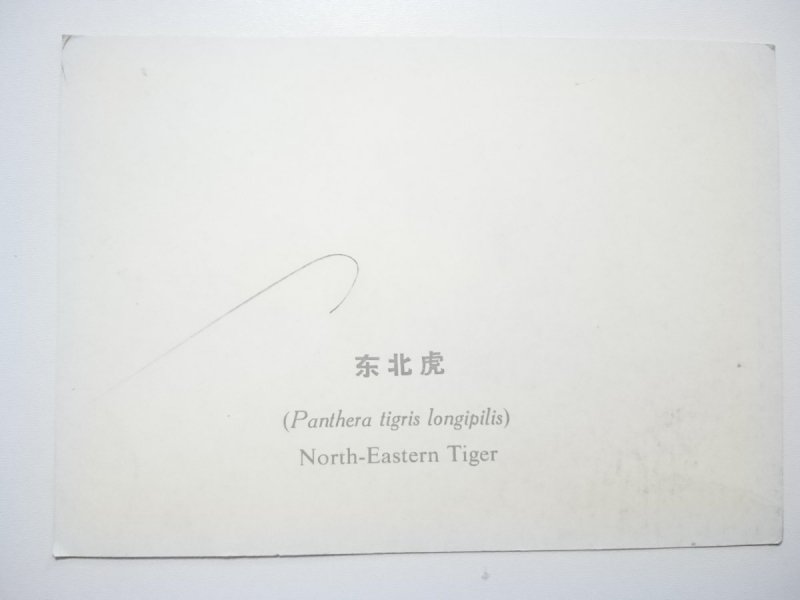 东北虎
(Panthera tigris longipilis)
North-Eastern Tiger